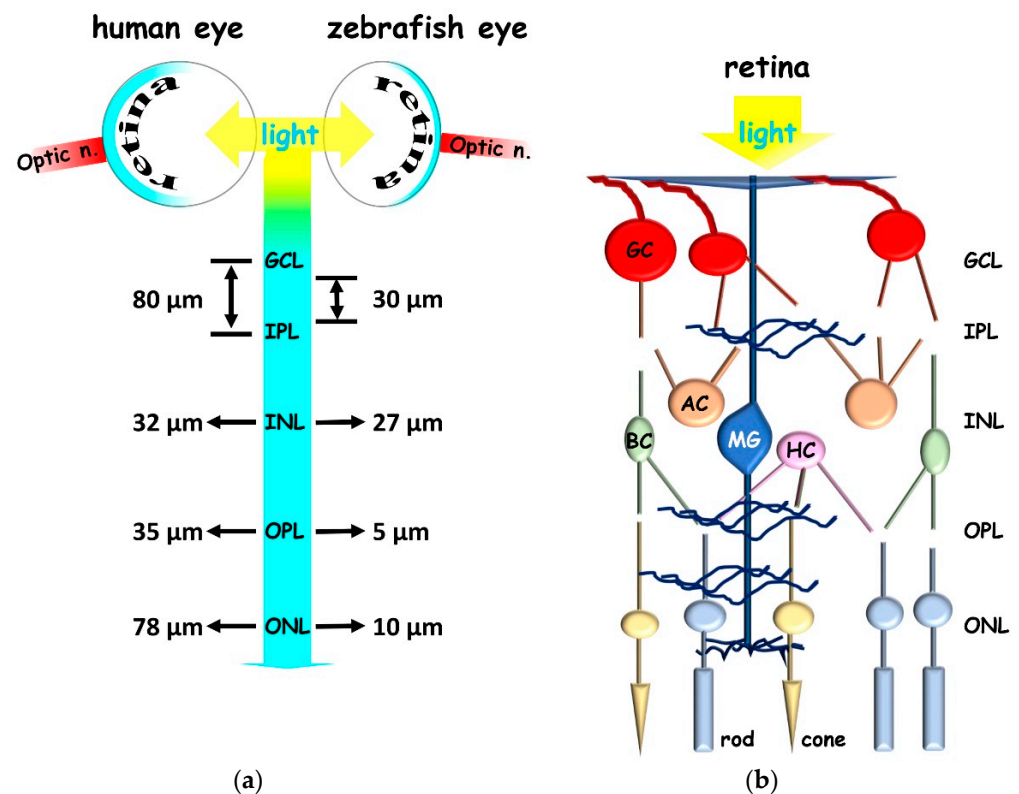 human eye
zebrafish eye
retina
retina
light
Optic n.
Optic n.
GCL
80 µm
30 µm
IPL
32 µm
INL
27 µm
35 µm
OPL
5 µm
78 µm
ONL
10 µm
(a)
retina
light
GC
GCL
IPL
AC
INL
BC
MG
HC
OPL
ONL
rod
cone
(b)